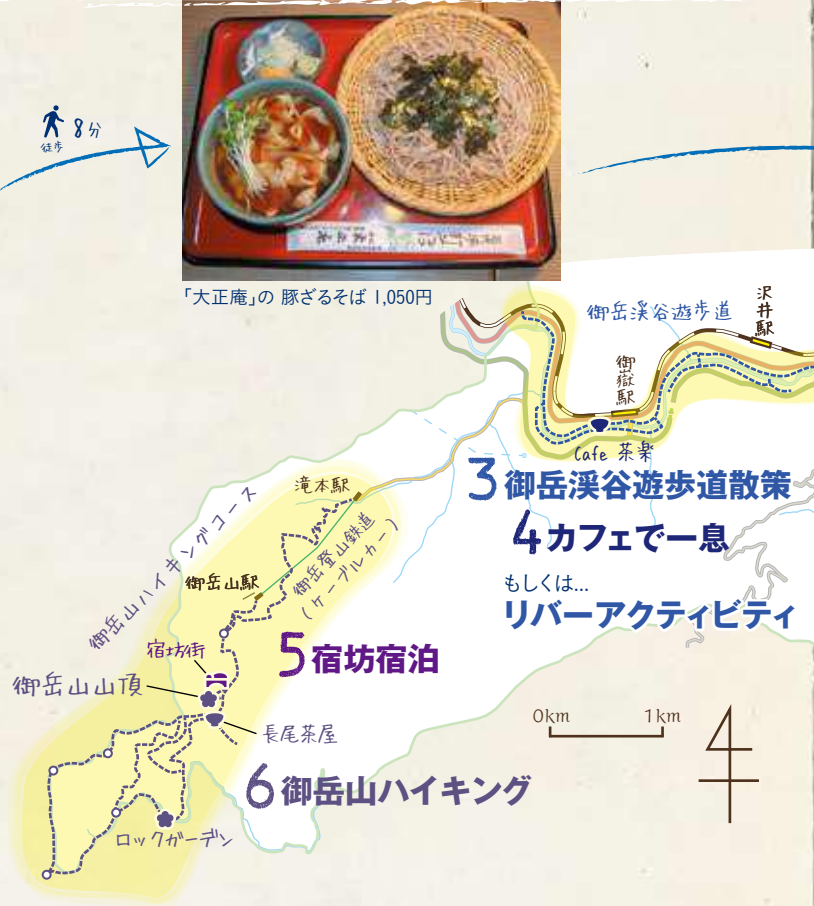 8分
徒歩
「大正庵」の 豚ざるそば 1,050円
沢井駅
御岳渓谷遊歩道
御嶽駅
Cafe 茶楽
3 御岳渓谷遊歩道散策
4 カフェで一息
もしくは...
リバーアクティビティ
滝本駅
御岳登山鉄道
(ケーブルカー)
御岳山ハイキングコース
御岳山駅
宿坊街
5 宿坊宿泊
御岳山山頂
長尾茶屋
0km 1km
6 御岳山ハイキング
ロックガーデン